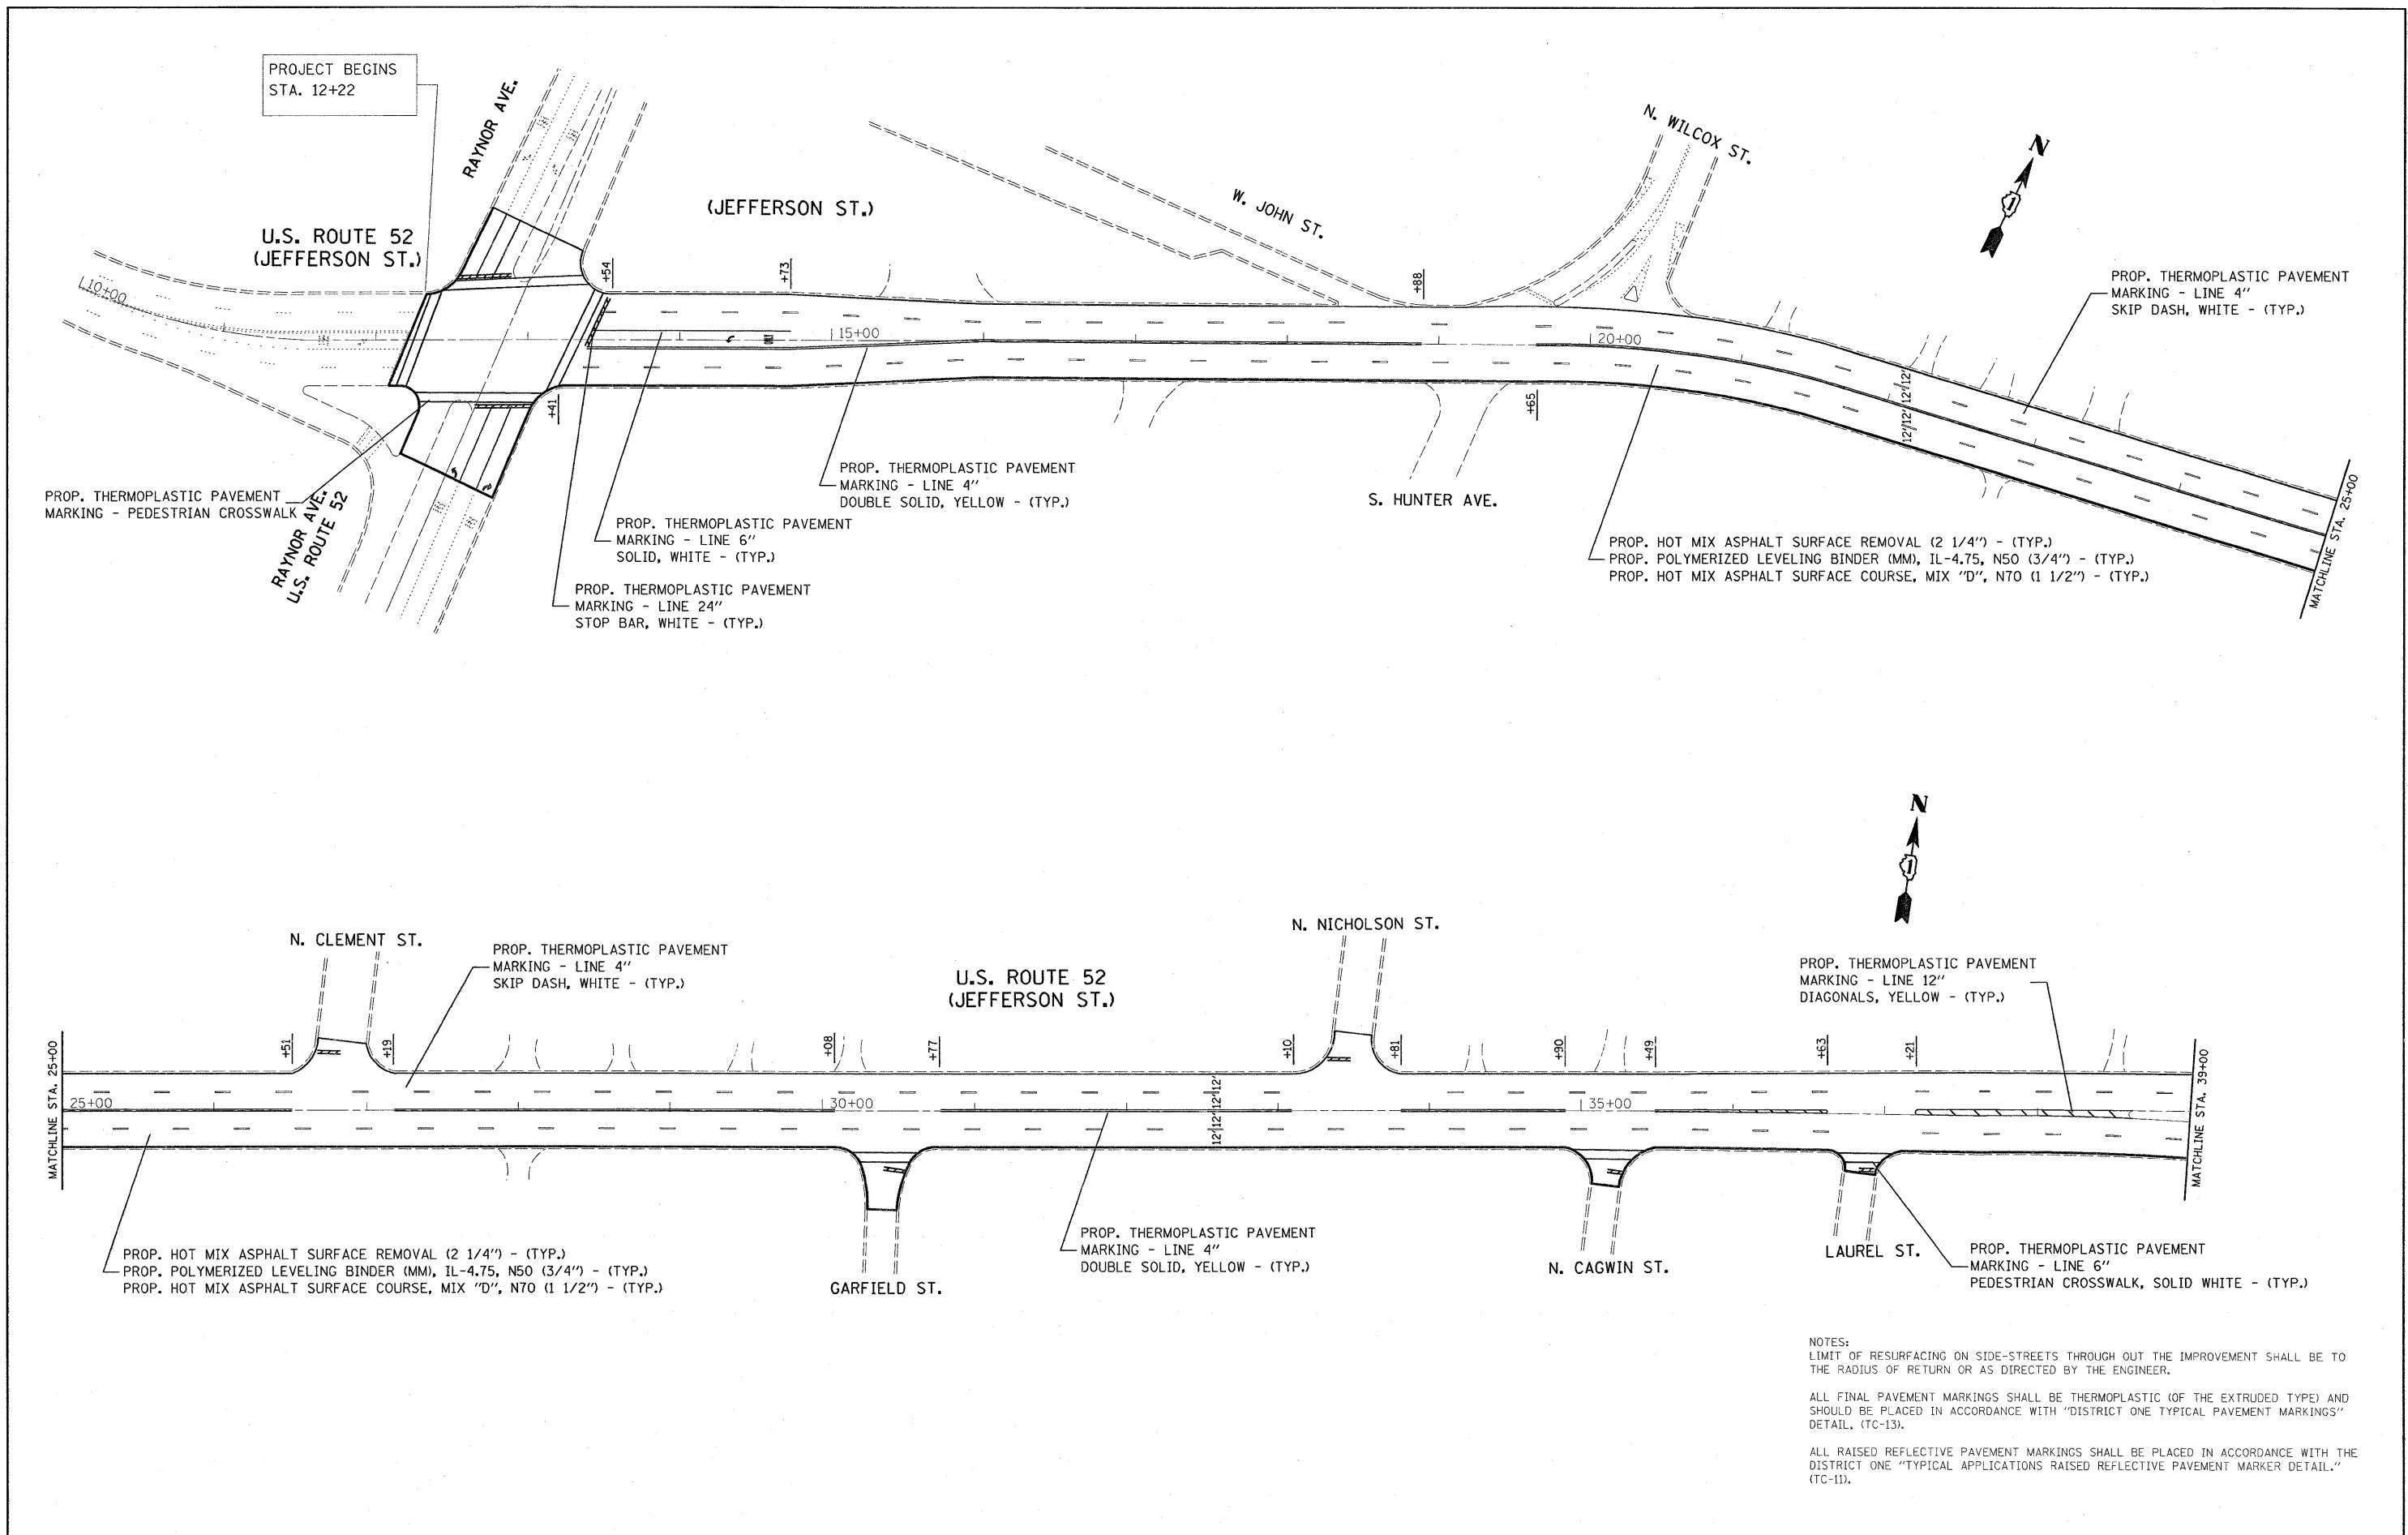 PROJECT BEGINS
STA. 12+22
RAYNOR AVE.
U.S. ROUTE 52
(JEFFERSON ST.)
(JEFFERSON ST.)
N. WILCOX ST.
W. JOHN ST.
N
1
10+00
+54
+73
+88
15+00
20+00
+41
+65
12' 12'
12' 12'
PROP. THERMOPLASTIC PAVEMENT
MARKING - LINE 4"
SKIP DASH, WHITE - (TYP.)
PROP. THERMOPLASTIC PAVEMENT
MARKING - PEDESTRIAN CROSSWALK
RAYNOR AVE.
U.S. ROUTE 52
PROP. THERMOPLASTIC PAVEMENT
MARKING - LINE 4"
DOUBLE SOLID, YELLOW - (TYP.)
PROP. THERMOPLASTIC PAVEMENT
MARKING - LINE 6"
SOLID, WHITE - (TYP.)
PROP. THERMOPLASTIC PAVEMENT
MARKING - LINE 24"
STOP BAR, WHITE - (TYP.)
S. HUNTER AVE.
PROP. HOT MIX ASPHALT SURFACE REMOVAL (2 1/4") - (TYP.)
PROP. POLYMERIZED LEVELING BINDER (MM), IL-4.75, N50 (3/4") - (TYP.)
PROP. HOT MIX ASPHALT SURFACE COURSE, MIX "D", N70 (1 1/2") - (TYP.)
MATCHLINE STA. 25+00
N
1
N. CLEMENT ST.
PROP. THERMOPLASTIC PAVEMENT
MARKING - LINE 4"
SKIP DASH, WHITE - (TYP.)
U.S. ROUTE 52
(JEFFERSON ST.)
N. NICHOLSON ST.
PROP. THERMOPLASTIC PAVEMENT
MARKING - LINE 12"
DIAGONALS, YELLOW - (TYP.)
MATCHLINE STA. 25+00
+51
+19
+08
+77
+10
+81
+90
+49
+63
+21
25+00
30+00
35+00
12' 12' 12' 12'
MATCHLINE STA. 39+00
PROP. HOT MIX ASPHALT SURFACE REMOVAL (2 1/4") - (TYP.)
PROP. POLYMERIZED LEVELING BINDER (MM), IL-4.75, N50 (3/4") - (TYP.)
PROP. HOT MIX ASPHALT SURFACE COURSE, MIX "D", N70 (1 1/2") - (TYP.)
GARFIELD ST.
PROP. THERMOPLASTIC PAVEMENT
MARKING - LINE 4"
DOUBLE SOLID, YELLOW - (TYP.)
N. CAGWIN ST.
LAUREL ST.
PROP. THERMOPLASTIC PAVEMENT
MARKING - LINE 6"
PEDESTRIAN CROSSWALK, SOLID WHITE - (TYP.)
NOTES:
LIMIT OF RESURFACING ON SIDE-STREETS THROUGH OUT THE IMPROVEMENT SHALL BE TO
THE RADIUS OF RETURN OR AS DIRECTED BY THE ENGINEER.
ALL FINAL PAVEMENT MARKINGS SHALL BE THERMOPLASTIC (OF THE EXTRUDED TYPE) AND
SHOULD BE PLACED IN ACCORDANCE WITH "DISTRICT ONE TYPICAL PAVEMENT MARKINGS"
DETAIL, (TC-13).
ALL RAISED REFLECTIVE PAVEMENT MARKINGS SHALL BE PLACED IN ACCORDANCE WITH THE
DISTRICT ONE "TYPICAL APPLICATIONS RAISED REFLECTIVE PAVEMENT MARKER DETAIL."
(TC-11).